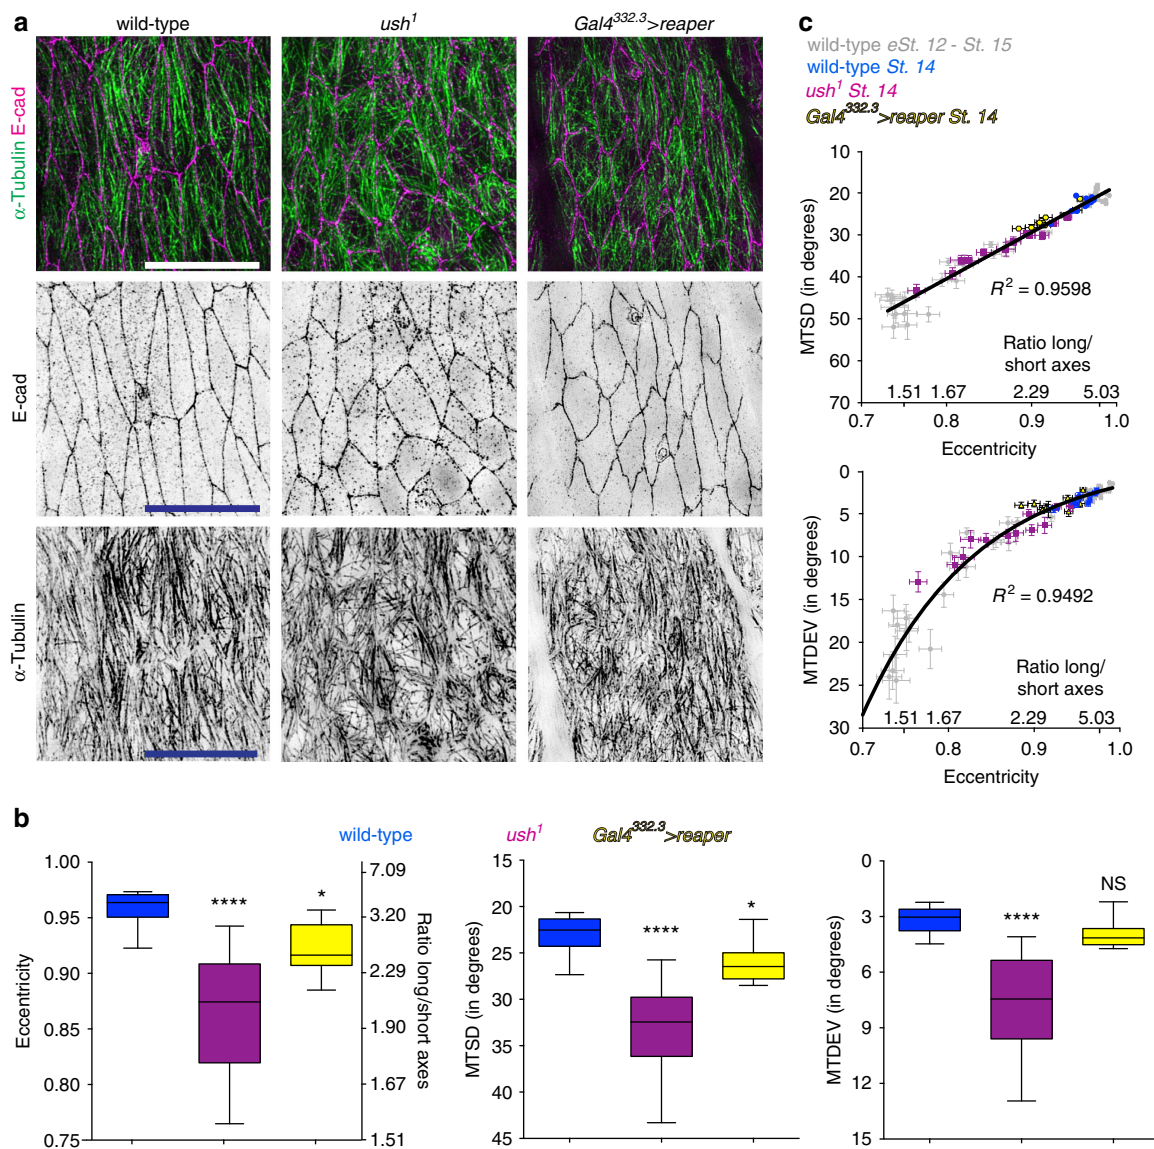 a
wild-type
ush¹
Gal4³³²·³>reaper
α-Tubulin E-cad
E-cad
α-Tubulin
c
wild-type eSt. 12 - St. 15
wild-type St. 14
ush¹ St. 14
Gal4³³²·³>reaper St. 14
10
20
30
40
50
60
70
MTSD (in degrees)
R² = 0.9598
Ratio long/
short axes
1.51 1.67 2.29 5.03
0.7 0.8 0.9 1.0
Eccentricity
0
5
10
15
20
25
30
MTDEV (in degrees)
R² = 0.9492
Ratio long/
short axes
1.51 1.67 2.29 5.03
0.7 0.8 0.9 1.0
Eccentricity
b
wild-type
ush¹
Gal4³³²·³>reaper
1.00
0.95
0.90
0.85
0.80
0.75
Eccentricity
****
*
7.09
3.20
2.29
1.90
1.67
1.51
Ratio long/short axes
15
20
25
30
35
40
45
MTSD (in degrees)
****
*
0
3
6
9
12
15
MTDEV (in degrees)
****
NS